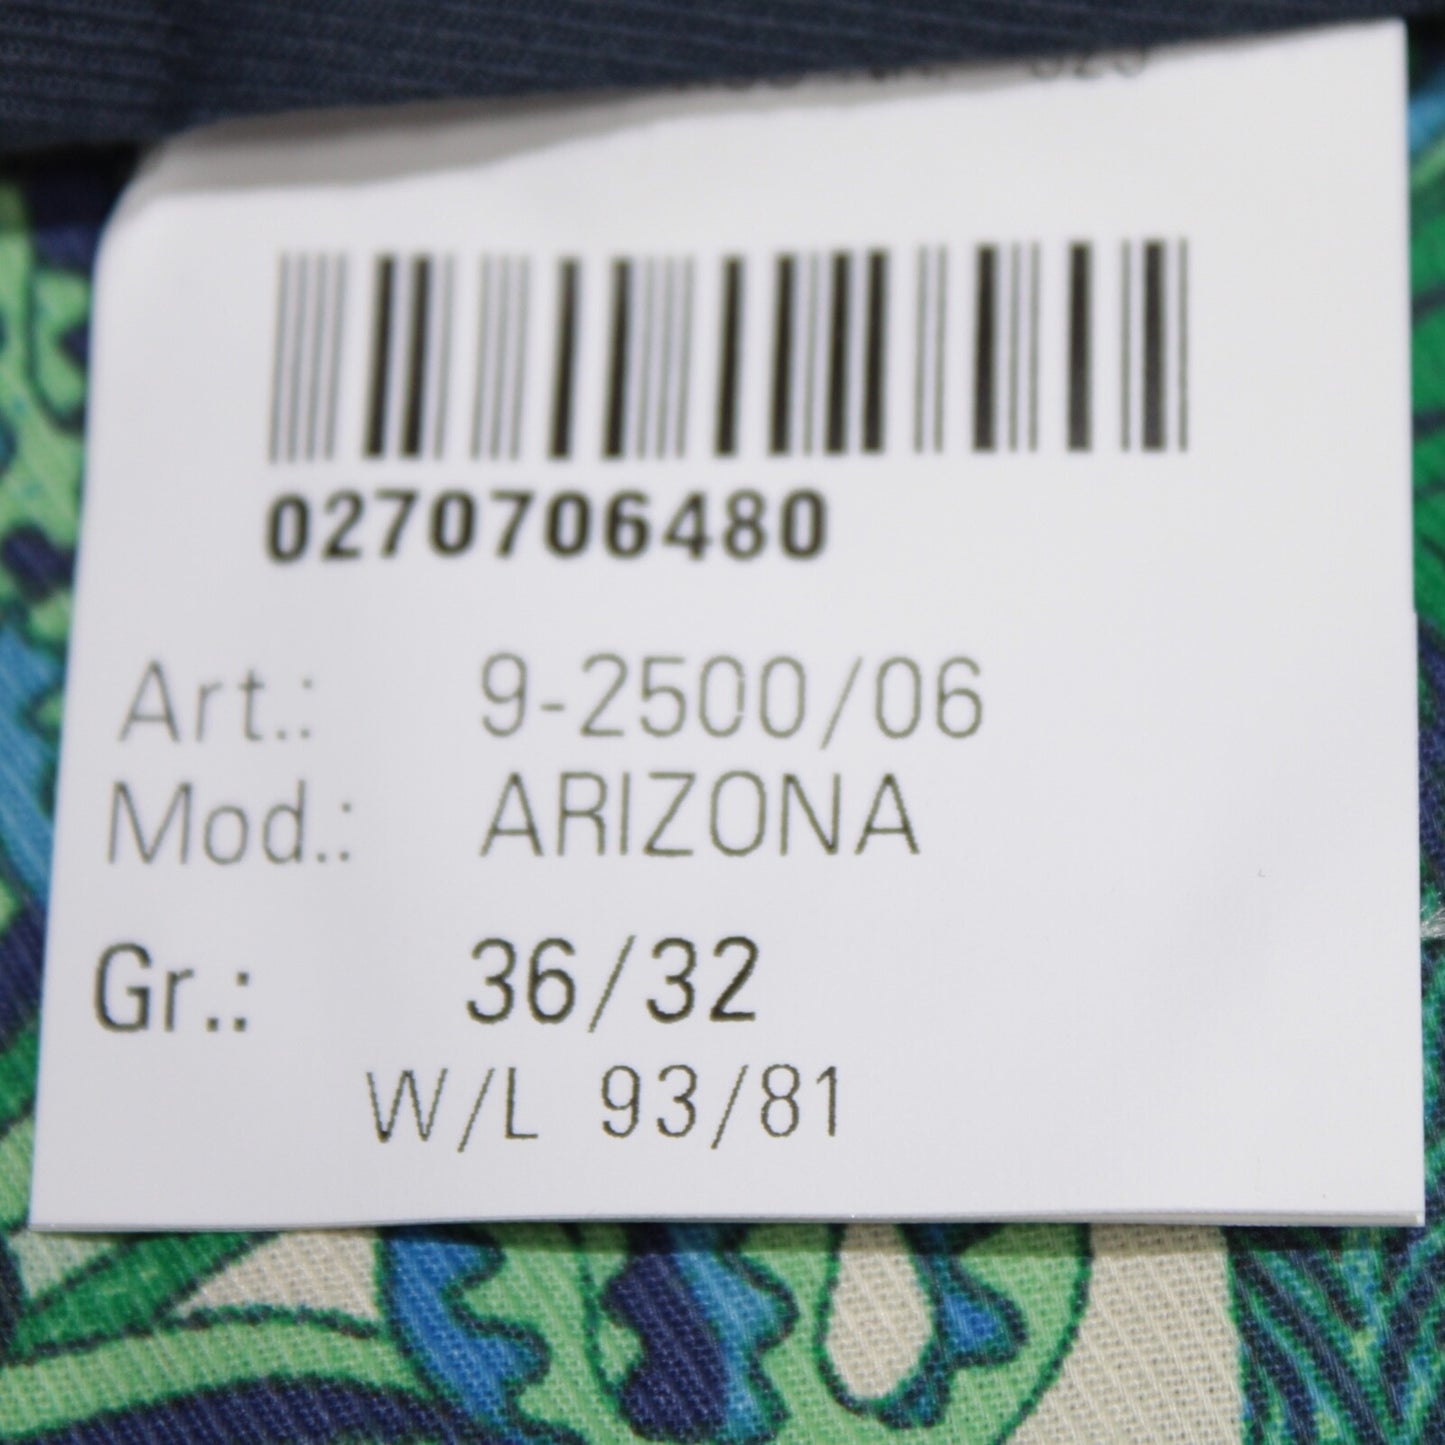 0270706480
Art.: 9-2500/06
Mod.: ARIZONA
Gr.: 36/32
W/L 93/81